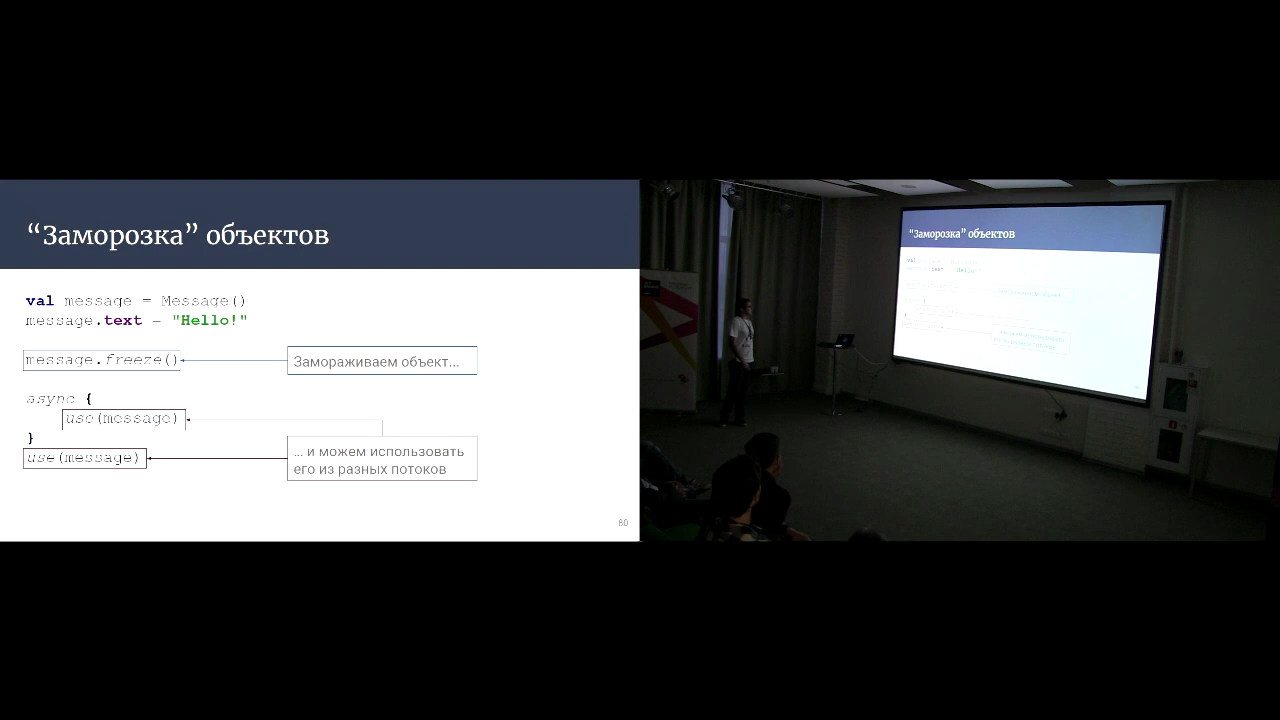 “Заморозка” объектов
val message = Message()
message.text = "Hello!"
message.freeze()
Замораживаем объект...
async {
use(message)
}
... и можем использовать
его из разных потоков
use(message)
80
“Заморозка” объектов